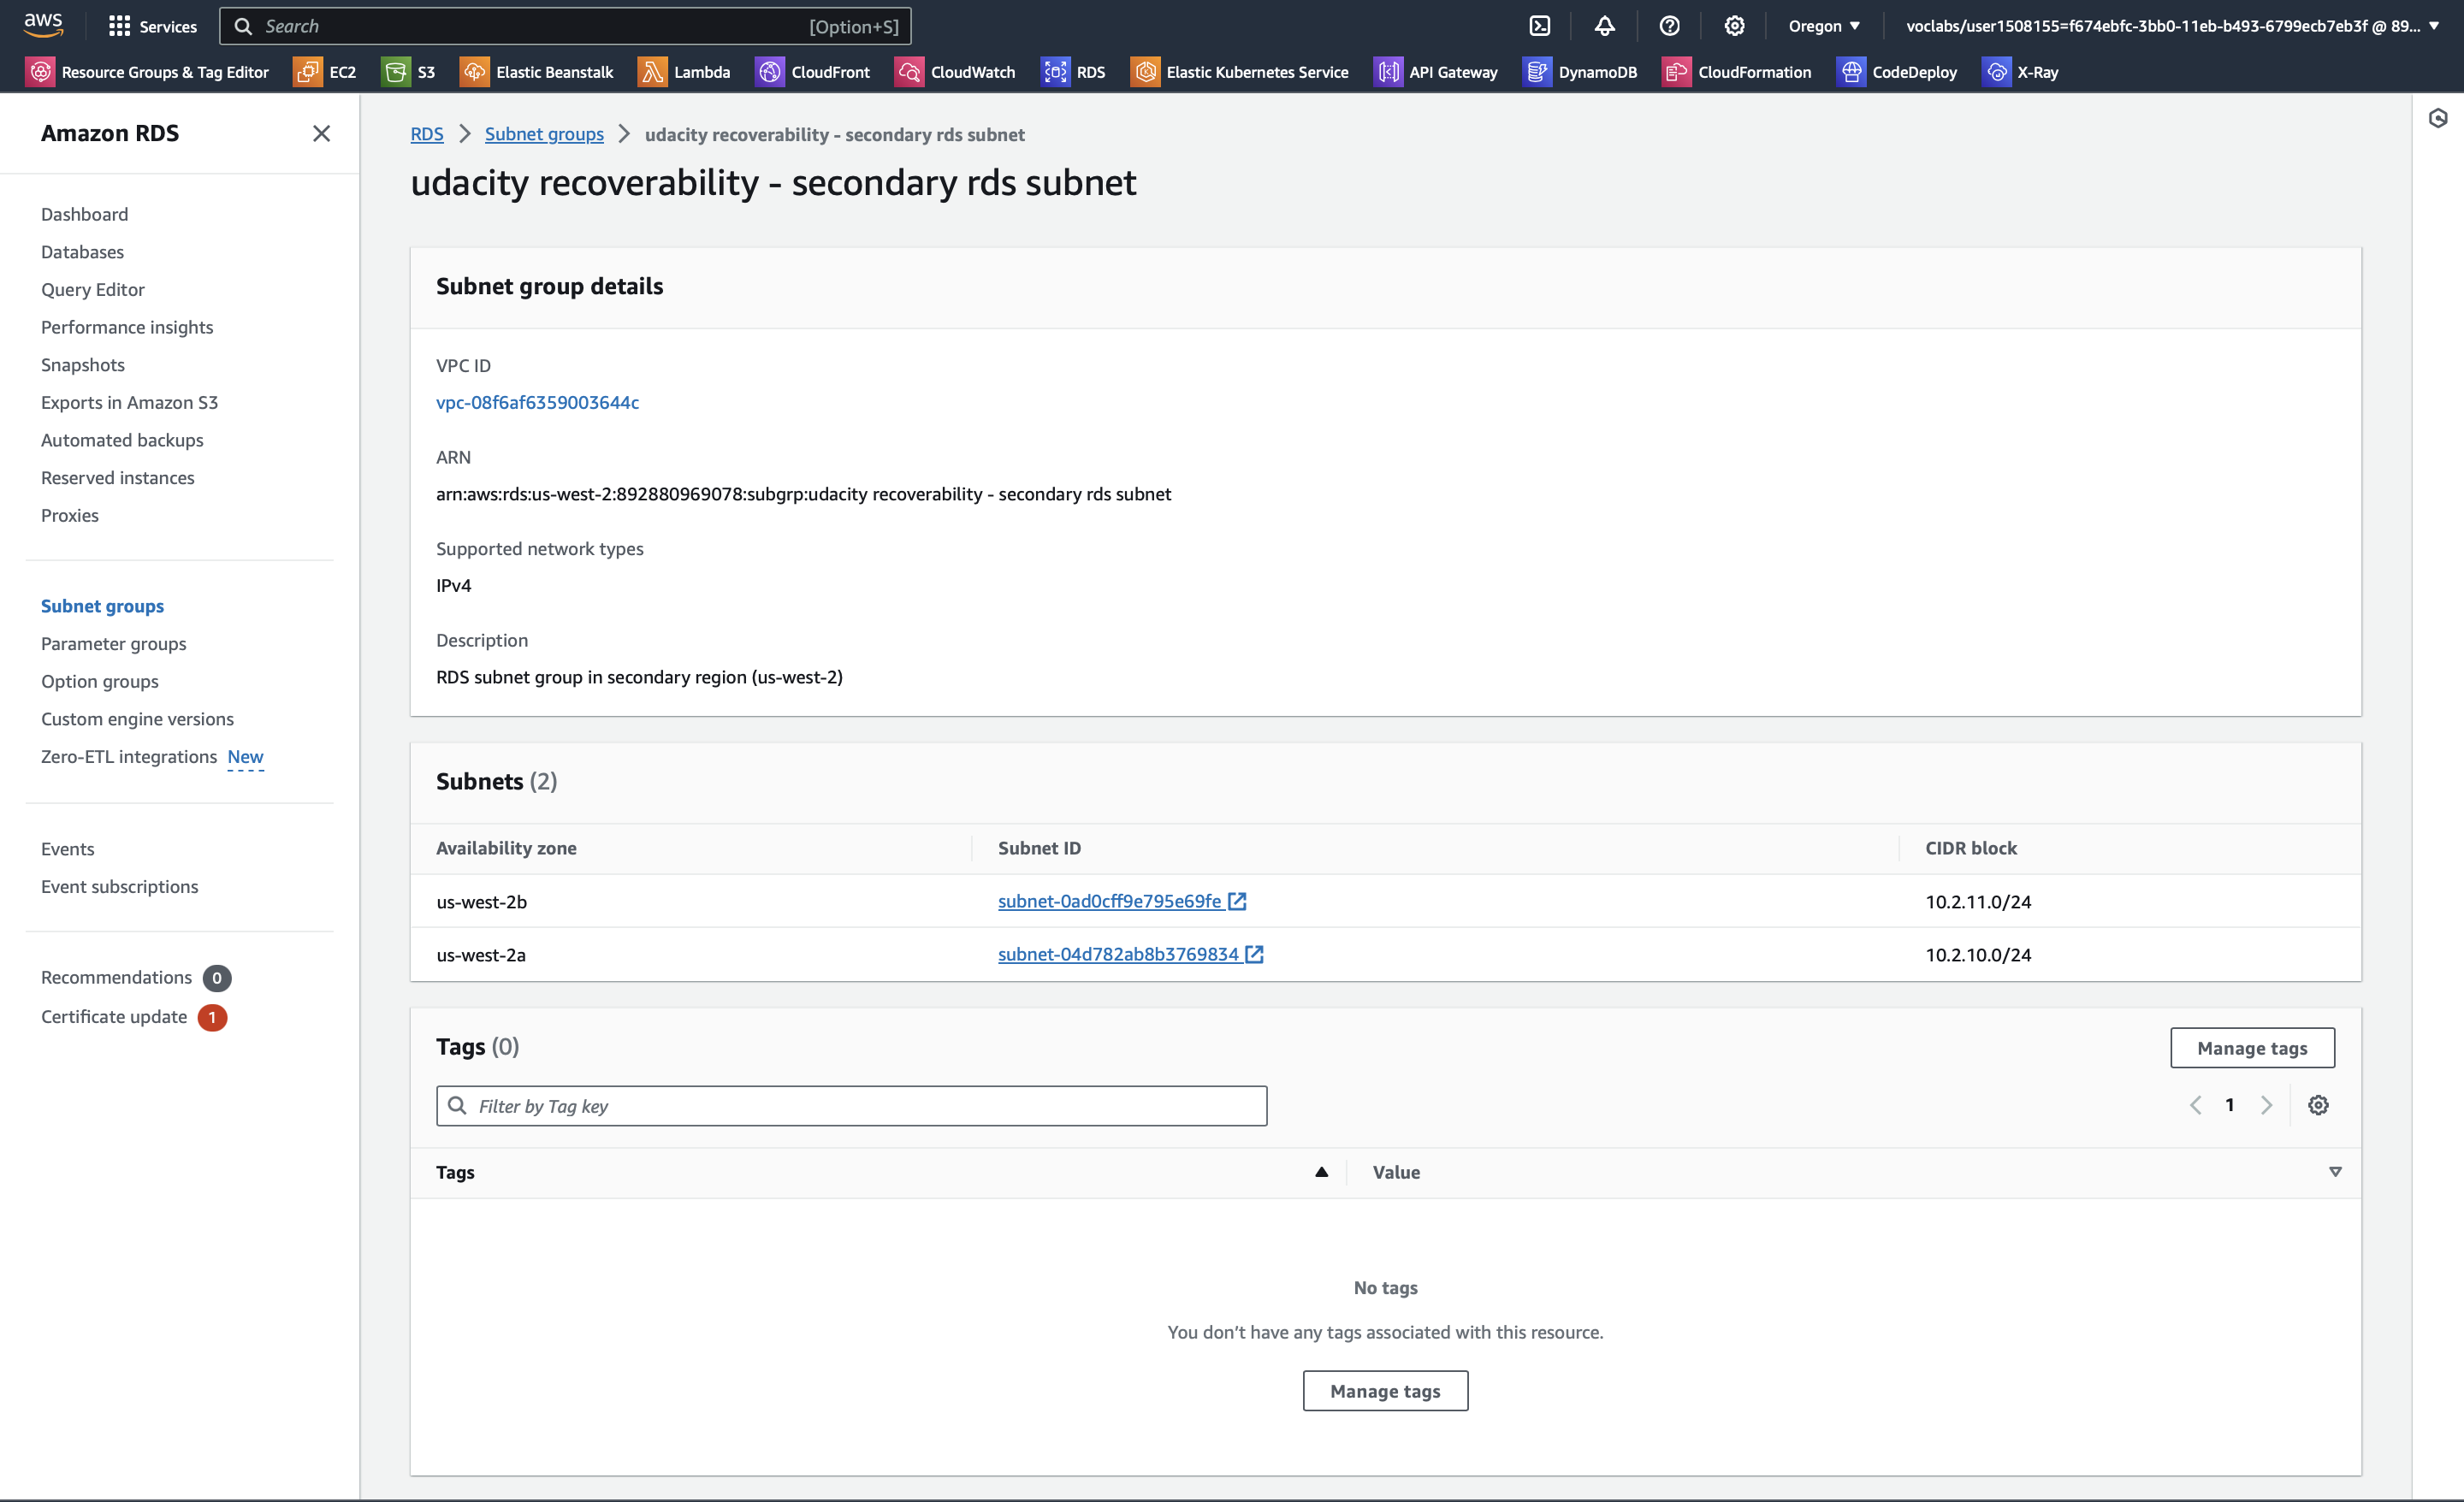 aws
Services
Search [Option+S]
Oregon ▼
voclabs/user1508155=f674ebfc-3bb0-11eb-b493-6799ecb7eb3f @ 89... ▼
Resource Groups & Tag Editor EC2 S3 Elastic Beanstalk Lambda CloudFront CloudWatch RDS Elastic Kubernetes Service API Gateway DynamoDB CloudFormation CodeDeploy X-Ray
Amazon RDS
Dashboard
Databases
Query Editor
Performance insights
Snapshots
Exports in Amazon S3
Automated backups
Reserved instances
Proxies
Subnet groups
Parameter groups
Option groups
Custom engine versions
Zero-ETL integrations New
Events
Event subscriptions
Recommendations 0
Certificate update 1
RDS > Subnet groups > udacity recoverability - secondary rds subnet
udacity recoverability - secondary rds subnet
Subnet group details
VPC ID
vpc-08f6af6359003644c
ARN
arn:aws:rds:us-west-2:892880969078:subgrp:udacity recoverability - secondary rds subnet
Supported network types
IPv4
Description
RDS subnet group in secondary region (us-west-2)
Subnets (2)
Availability zone Subnet ID CIDR block
us-west-2b subnet-0ad0cff9e795e69fe 10.2.11.0/24
us-west-2a subnet-04d782ab8b3769834 10.2.10.0/24
Tags (0)
Manage tags
Filter by Tag key
1
Tags Value
No tags
You don't have any tags associated with this resource.
Manage tags